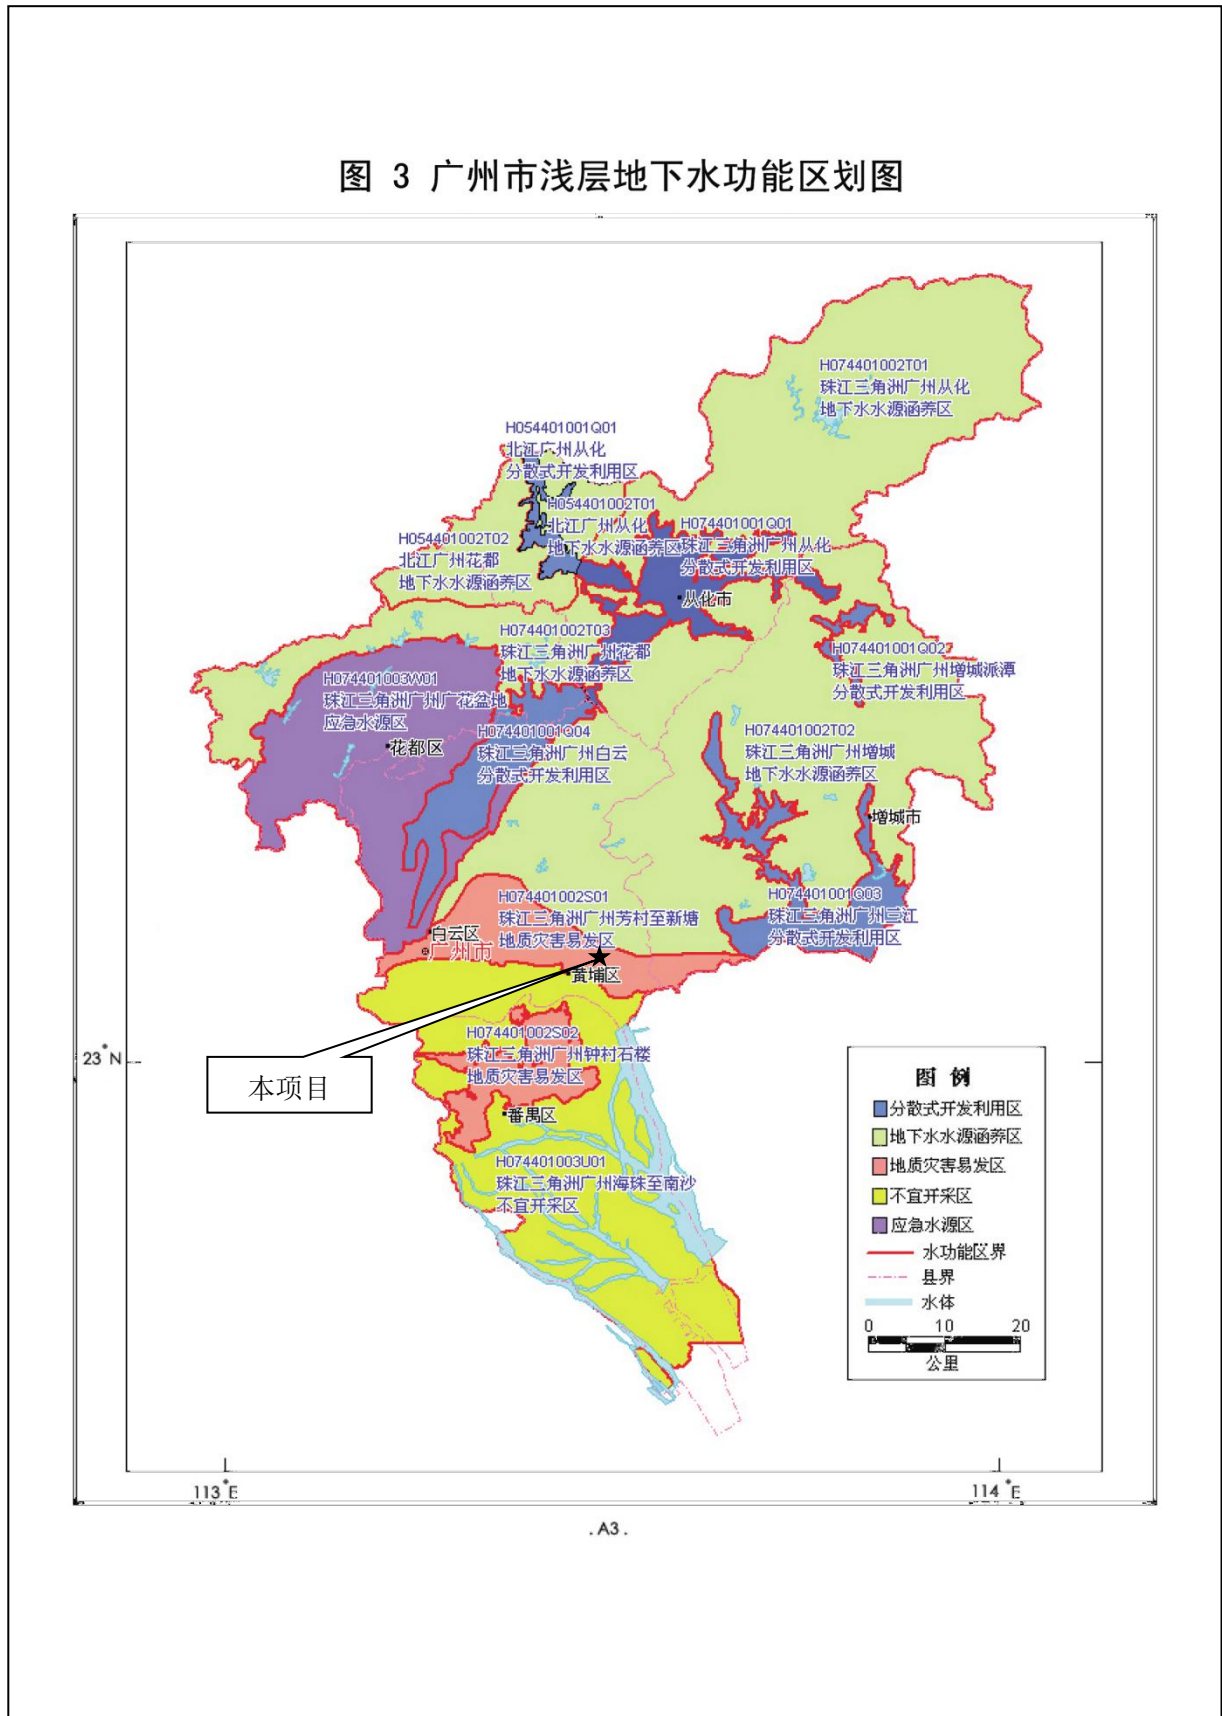 图 3 广州市浅层地下水功能区划图
H074401002T01
珠江三角洲广州从化
地下水水源涵养区
H054401001Q01
北江广州从化
分散式开发利用区
H054401002T01
北江广州从化
地下水水源涵养区
H074401001Q01
珠江三角洲广州从化
分散式开发利用区
H054401002T02
北江广州花都
地下水水源涵养区
从化市
H074401002T03
珠江三角洲广州花都
地下水水源涵养区
H074401001Q02
珠江三角洲广州增城派潭
分散式开发利用区
H074401003W01
珠江三角洲广州广花盆地
应急水源区
花都区
H074401001Q04
珠江三角洲广州白云
分散式开发利用区
H074401002T02
珠江三角洲广州增城
地下水水源涵养区
增城市
H074401002S01
珠江三角洲广州芳村至新塘
地质灾害易发区
H074401001Q03
珠江三角洲广州三江
分散式开发利用区
白云区
广州市
黄埔区
H074401002S02
珠江三角洲广州钟村石楼
地质灾害易发区
23°N
本项目
番禺区
H074401003U01
珠江三角洲广州海珠至南沙
不宜开采区
图 例
分散式开发利用区
地下水水源涵养区
地质灾害易发区
不宜开采区
应急水源区
水功能区界
县界
水体
0 10 20
公里
113°E
114°E
. A3 .